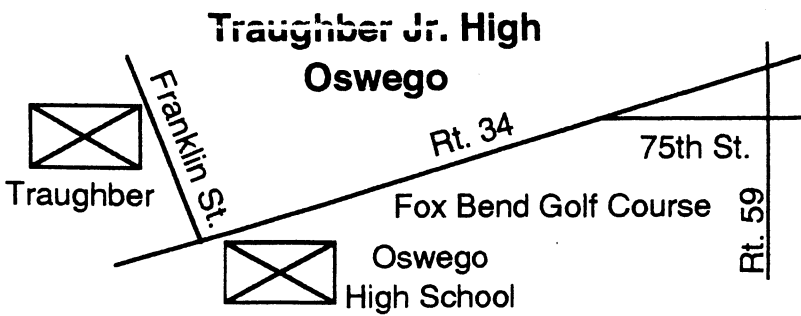 Traughber Jr. High
Oswego
Franklin St.
Rt. 34
75th St.
Traughber
Fox Bend Golf Course
Rt. 59
Oswego
High School